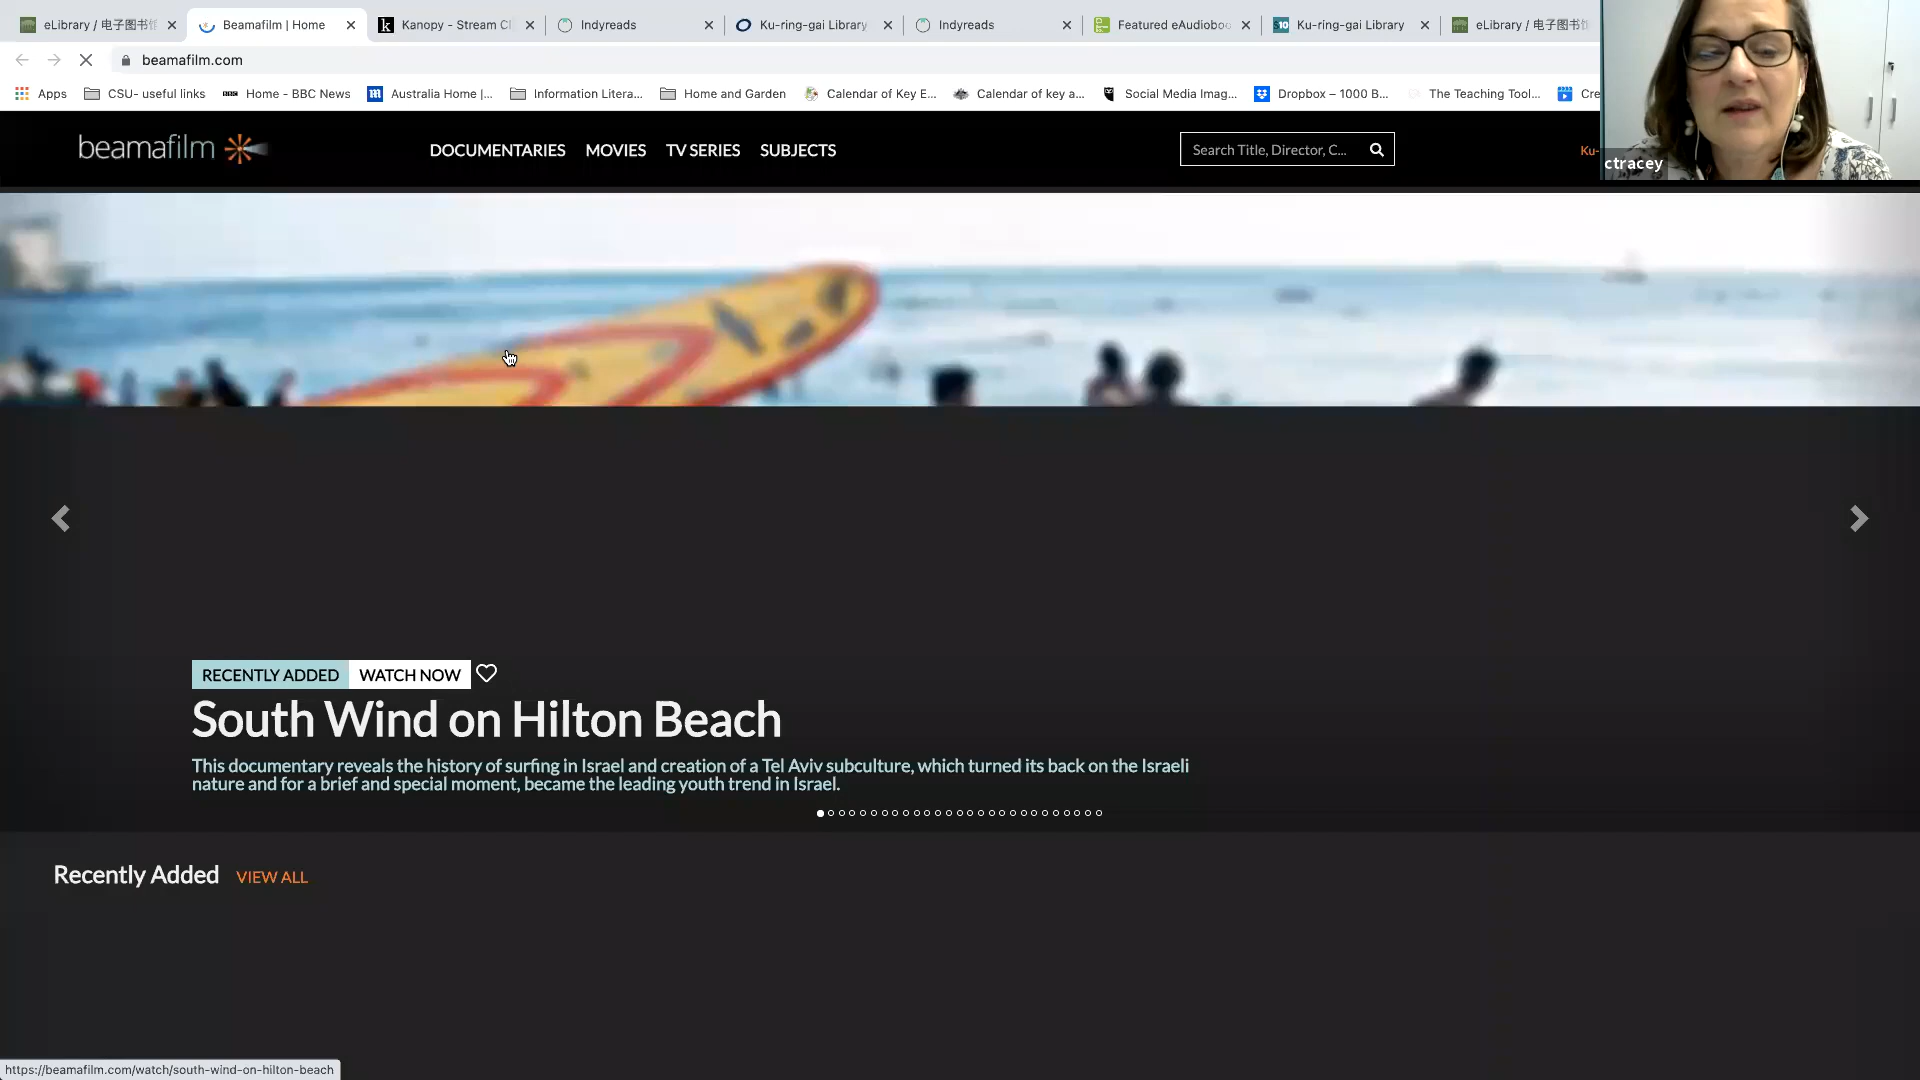 eLibrary / 电子图书馆
Beamafilm | Home
Kanopy - Stream Cl
Indyreads
Ku-ring-gai Library
Indyreads
Featured eAudioboo
Ku-ring-gai Library
eLibrary / 电子图书馆
beamafilm.com
Apps
CSU- useful links
BBC
Home - BBC News
Australia Home |...
Information Litera...
Home and Garden
Calendar of Key E...
Calendar of key a...
Social Media Imag...
Dropbox – 1000 B...
The Teaching Tool...
Cre
beamafilm
DOCUMENTARIES
MOVIES
TV SERIES
SUBJECTS
Search Title, Director, C...
Ku-
ctracey
RECENTLY ADDED
WATCH NOW
South Wind on Hilton Beach
This documentary reveals the history of surfing in Israel and creation of a Tel Aviv subculture, which turned its back on the Israeli
nature and for a brief and special moment, became the leading youth trend in Israel.
Recently Added
VIEW ALL
https://beamafilm.com/watch/south-wind-on-hilton-beach